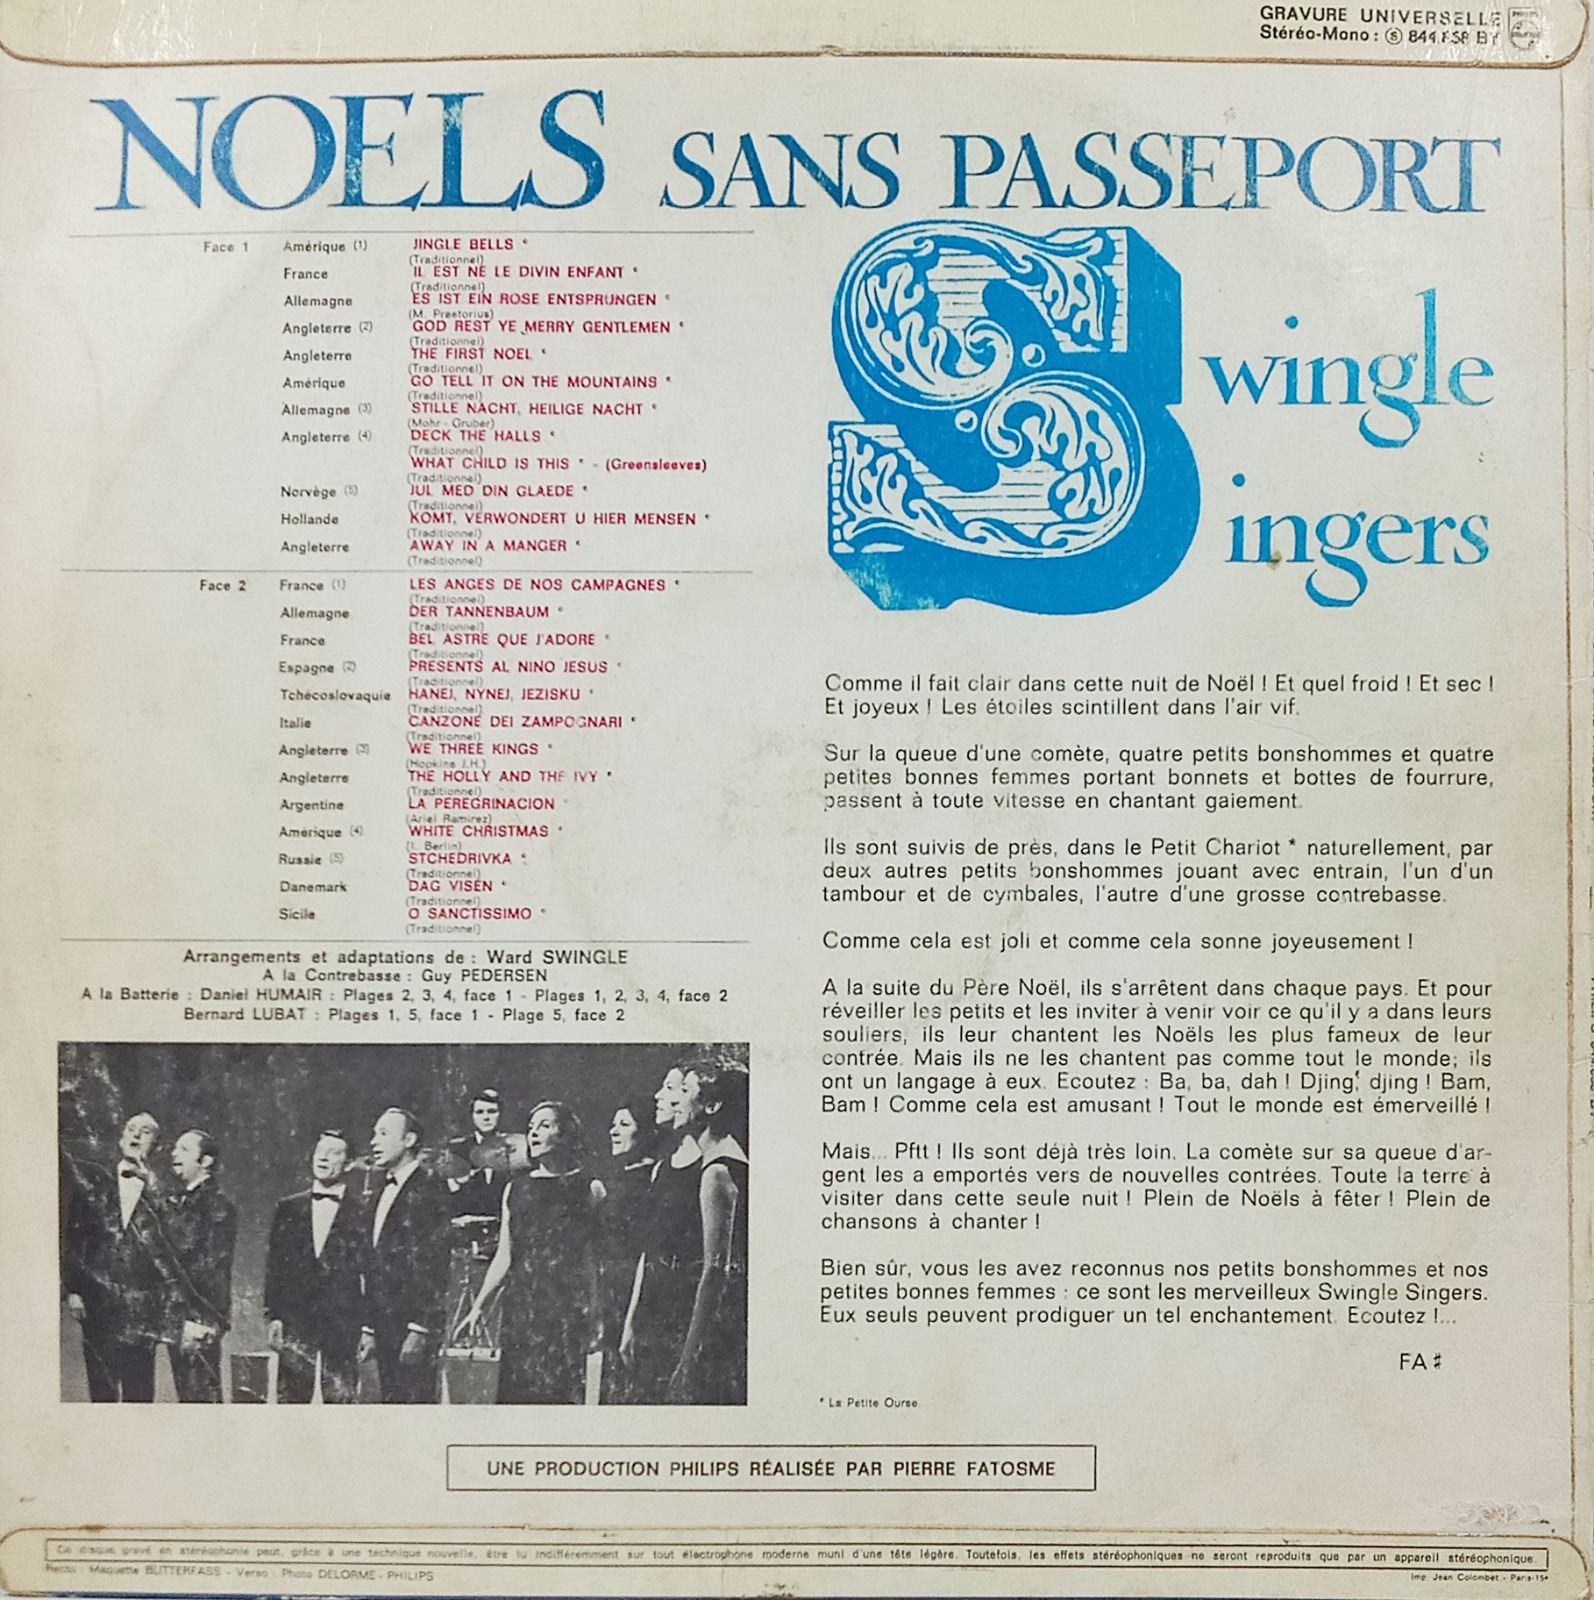 GRAVURE UNIVERSELLE
Stéréo-Mono : Ⓢ 844.858 BY
NOELS SANS PASSEPORT
Swingle
Singers
Face 1 Amérique (1) JINGLE BELLS *
(Traditionnel)
France IL EST NÉ LE DIVIN ENFANT *
(Traditionnel)
Allemagne ES IST EIN ROSE ENTSPRUNGEN *
(M. Praetorius)
Angleterre (2) GOD REST YE MERRY GENTLEMEN *
(Traditionnel)
Angleterre THE FIRST NOEL *
(Traditionnel)
Amérique GO TELL IT ON THE MOUNTAINS *
(Traditionnel)
Allemagne (3) STILLE NACHT, HEILIGE NACHT *
(Mohr - Gruber)
Angleterre (4) DECK THE HALLS *
(Traditionnel)
WHAT CHILD IS THIS * - (Greensleeves)
(Traditionnel)
Norvège (5) JUL MED DIN GLAEDE *
(Traditionnel)
Hollande KOMT, VERWONDERT U HIER MENSEN *
(Traditionnel)
Angleterre AWAY IN A MANGER *
(Traditionnel)
Face 2 France (1) LES ANGES DE NOS CAMPAGNES *
(Traditionnel)
Allemagne DER TANNENBAUM *
(Traditionnel)
France BEL ASTRE QUE J'ADORE *
(Traditionnel)
Espagne (2) PRESENTS AL NINO JESUS *
(Traditionnel)
Tchécoslovaquie HANEJ, NYNEJ, JEZISKU *
(Traditionnel)
Italie CANZONE DEI ZAMPOGNARI *
(Traditionnel)
Angleterre (3) WE THREE KINGS *
(Hopkins J.H.)
Angleterre THE HOLLY AND THE IVY *
(Traditionnel)
Argentine LA PEREGRINACION *
(Ariel Ramirez)
Amérique (4) WHITE CHRISTMAS *
(I. Berlin)
Russie (5) STCHEDRIVKA *
(Traditionnel)
Danemark DAG VISEN *
(Traditionnel)
Sicile O SANCTISSIMO *
(Traditionnel)
Arrangements et adaptations de : Ward SWINGLE
A la Contrebasse : Guy PEDERSEN
A la Batterie : Daniel HUMAIR : Plages 2, 3, 4, face 1 - Plages 1, 2, 3, 4, face 2
Bernard LUBAT : Plages 1, 5, face 1 - Plage 5, face 2
Comme il fait clair dans cette nuit de Noël ! Et quel froid ! Et sec !
Et joyeux ! Les étoiles scintillent dans l'air vif.
Sur la queue d'une comète, quatre petits bonshommes et quatre
petites bonnes femmes portant bonnets et bottes de fourrure,
passent à toute vitesse en chantant gaiement.
Ils sont suivis de près, dans le Petit Chariot * naturellement, par
deux autres petits bonshommes jouant avec entrain, l'un d'un
tambour et de cymbales, l'autre d'une grosse contrebasse.
Comme cela est joli et comme cela sonne joyeusement !
A la suite du Père Noël, ils s'arrêtent dans chaque pays. Et pour
réveiller les petits et les inviter à venir voir ce qu'il y a dans leurs
souliers, ils leur chantent les Noëls les plus fameux de leur
contrée. Mais ils ne les chantent pas comme tout le monde; ils
ont un langage à eux. Ecoutez : Ba, ba, dah ! Djing, djing ! Bam,
Bam ! Comme cela est amusant ! Tout le monde est émerveillé !
Mais... Pftt ! Ils sont déjà très loin. La comète sur sa queue d'ar-
gent les a emportés vers de nouvelles contrées. Toute la terre à
visiter dans cette seule nuit ! Plein de Noëls à fêter ! Plein de
chansons à chanter !
Bien sûr, vous les avez reconnus nos petits bonshommes et nos
petites bonnes femmes : ce sont les merveilleux Swingle Singers.
Eux seuls peuvent prodiguer un tel enchantement. Ecoutez !...
FA ♯
* La Petite Ourse.
UNE PRODUCTION PHILIPS RÉALISÉE PAR PIERRE FATOSME
Ce disque gravé en stéréophonie peut, grâce à une technique nouvelle, être lu indifféremment sur tout électrophone moderne muni d'une tête légère. Toutefois, les effets stéréophoniques ne seront reproduits que par un appareil stéréophonique.
Recto : Maquette BUTTERFASS - Verso : Photo DELORME - PHILIPS
Imp. Jean Colombet - Paris-15e